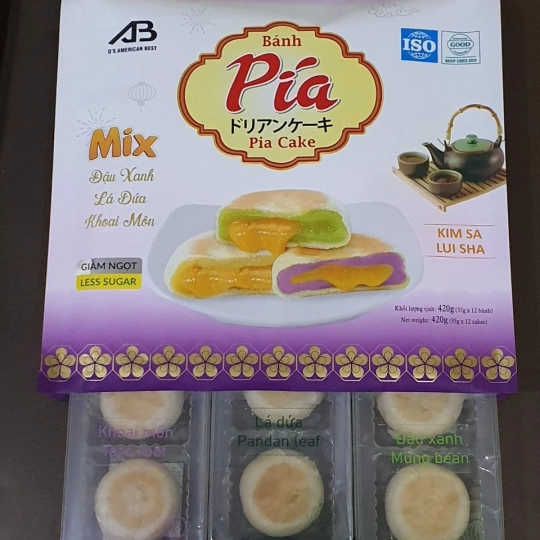 AB
Q'S AMERICAN BEST
Bánh
Pía
ドリアンケーキ
Pia Cake
ISO
GOOD
Mix
Đậu Xanh
Lá Dứa
Khoai Môn
GIẢM NGỌT
LESS SUGAR
KIM SA
LUI SHA
Khối lượng tịnh: 420g (35g x 12 bánh)
Net weight: 420g (35g x 12 cakes)
Khoai môn
Taro
Lá dứa
Pandan leaf
Đậu xanh
Mung bean